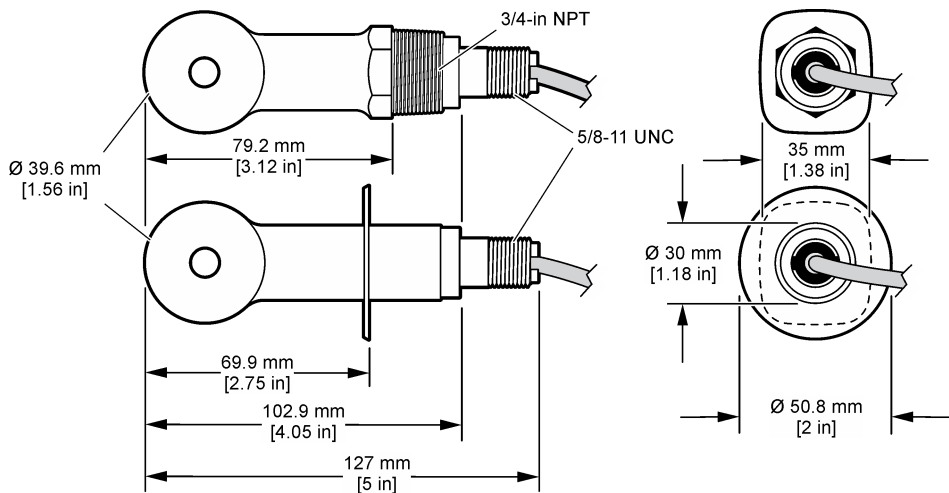 3/4-in NPT
5/8-11 UNC
79.2 mm
[3.12 in]
35 mm
[1.38 in]
Ø 39.6 mm
[1.56 in]
Ø 30 mm
[1.18 in]
69.9 mm
[2.75 in]
102.9 mm
[4.05 in]
Ø 50.8 mm
[2 in]
127 mm
[5 in]